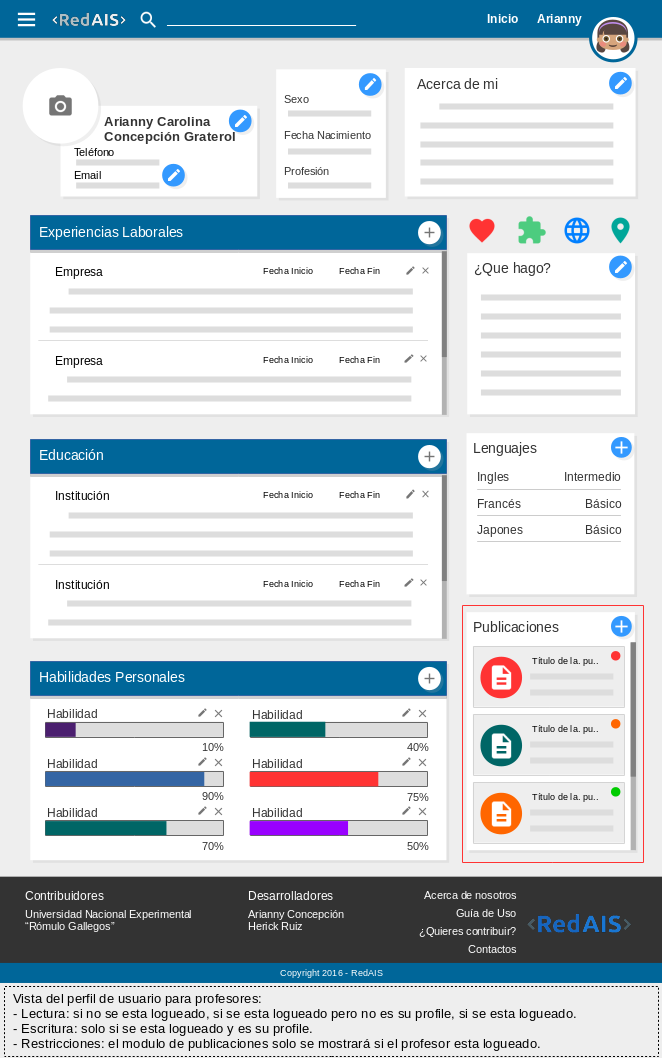 <RedAIS>
Inicio Arianny
Arianny Carolina
Concepción Graterol
Teléfono
Email
Sexo
Fecha Nacimiento
Profesión
Acerca de mi
Experiencias Laborales
Empresa Fecha Inicio Fecha Fin
Empresa Fecha Inicio Fecha Fin
¿Que hago?
Educación
Institución Fecha Inicio Fecha Fin
Institución Fecha Inicio Fecha Fin
Lenguajes
Ingles Intermedio
Francés Básico
Japones Básico
Habilidades Personales
Habilidad Habilidad
10% 40%
Habilidad Habilidad
90% 75%
Habilidad Habilidad
70% 50%
Publicaciones
Título de la. pu..
Título de la. pu..
Título de la. pu..
Contribuidores
Universidad Nacional Experimental
“Rómulo Gallegos”
Desarrolladores
Arianny Concepción
Herick Ruiz
Acerca de nosotros
Guía de Uso
¿Quieres contribuir?
Contactos
<RedAIS>
Copyright 2016 - RedAIS
Vista del perfil de usuario para profesores:
- Lectura: si no se esta logueado, si se esta logueado pero no es su profile, si se esta logueado.
- Escritura: solo si se esta logueado y es su profile.
- Restricciones: el modulo de publicaciones solo se mostrará si el profesor esta logueado.